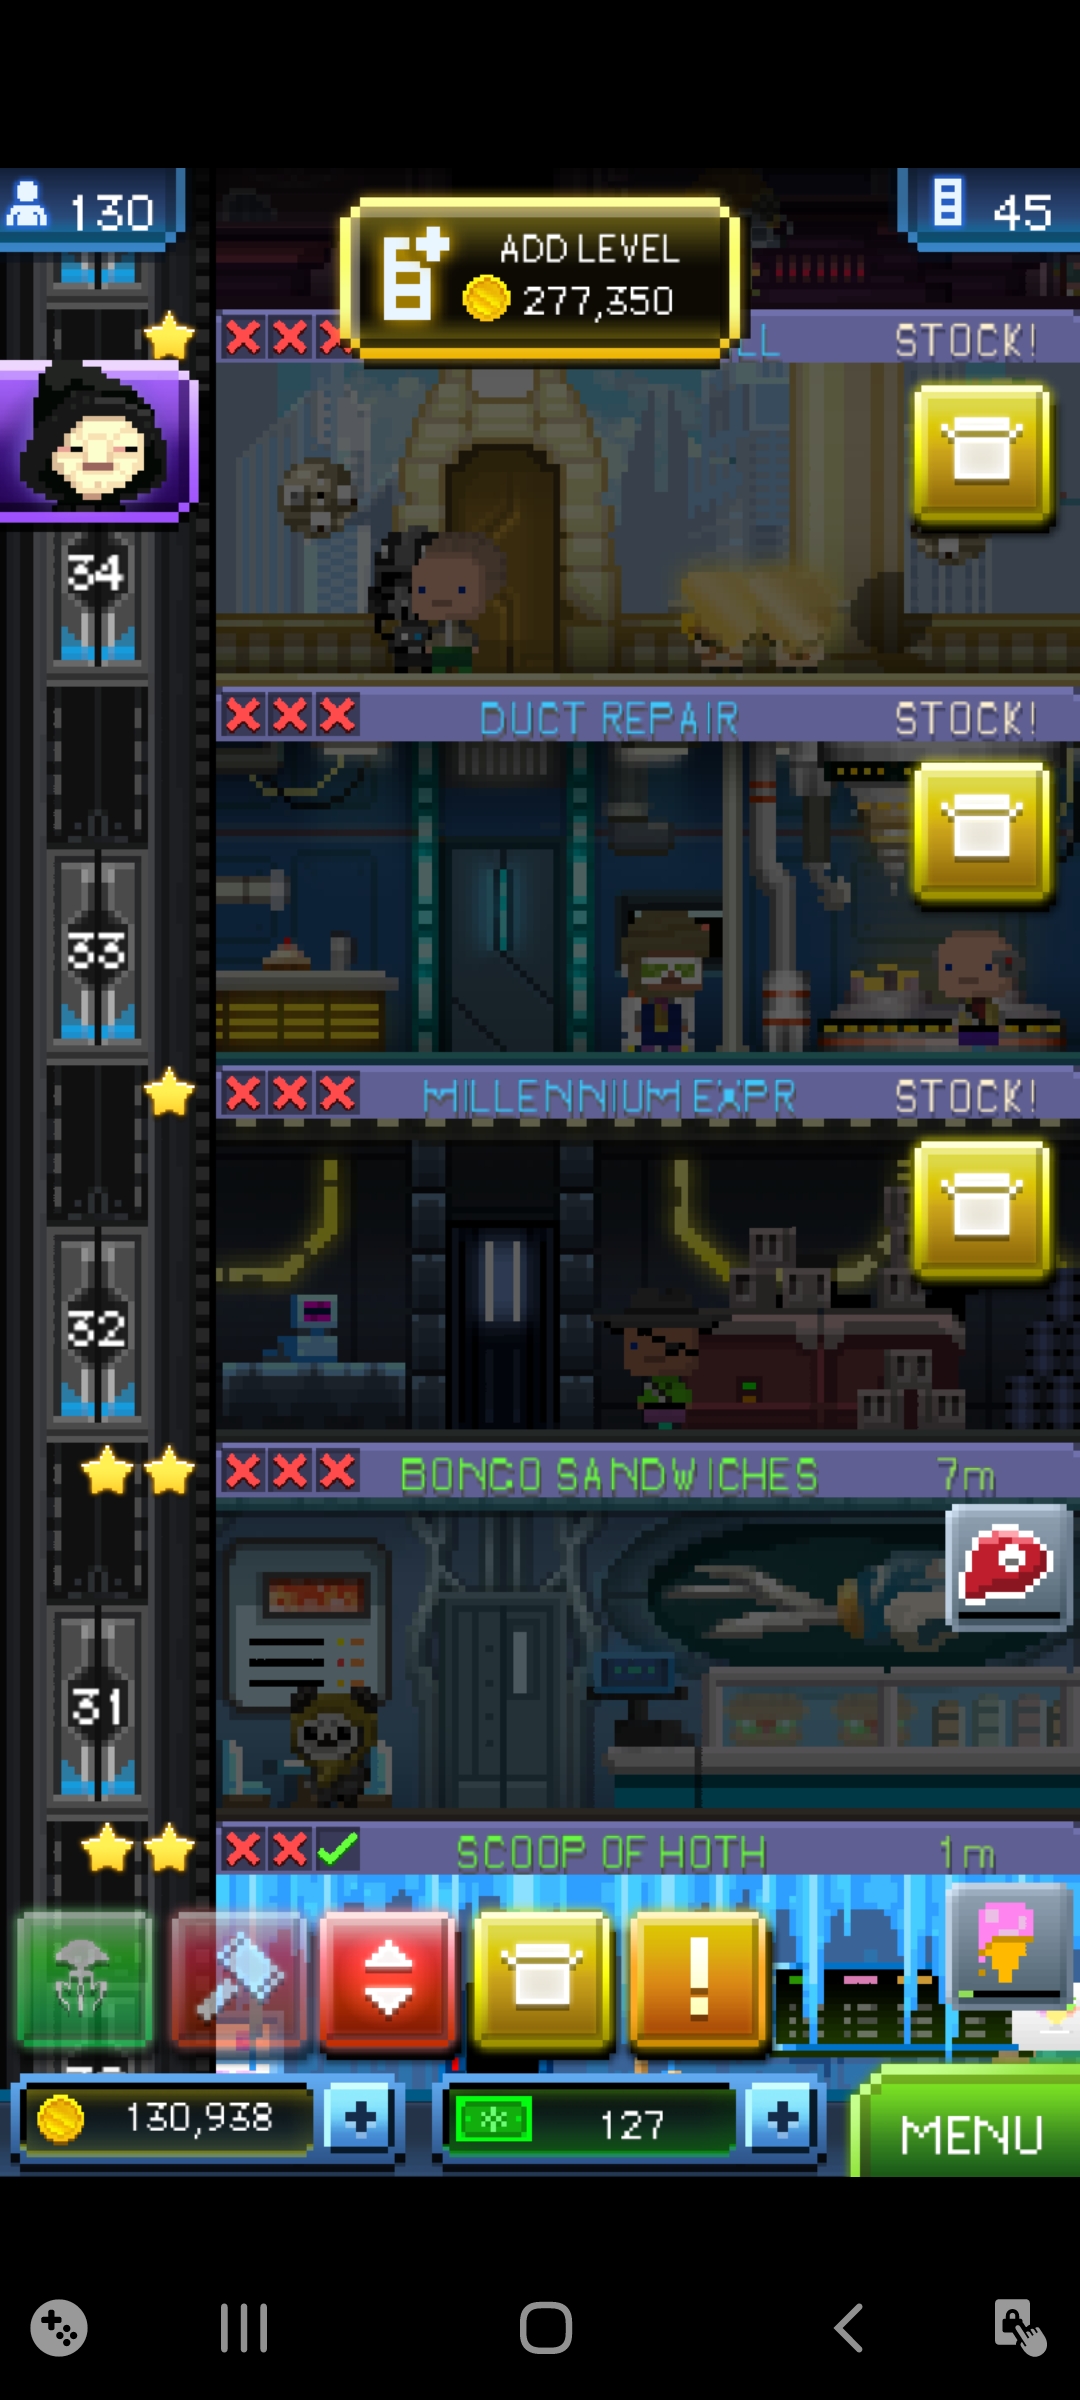 130
ADD LEVEL
277,350
45
LL
STOCK!
34
DUCT REPAIR
STOCK!
33
MILLENNIUM EXPR
STOCK!
32
BONGO SANDWICHES
7m
31
SCOOP OF HOTH
1m
130,938
127
MENU